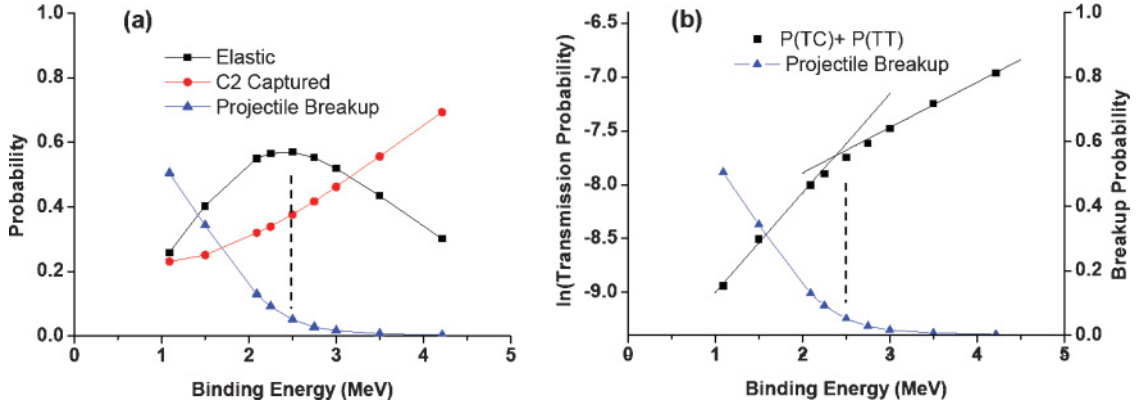 (a)
Elastic
C2 Captured
Projectile Breakup
1.0
0.8
0.6
0.4
0.2
0.0
Probability
0 1 2 3 4 5
Binding Energy (MeV)
(b)
P(TC)+ P(TT)
Projectile Breakup
-6.5
-7.0
-7.5
-8.0
-8.5
-9.0
ln(Transmission Probability)
1.0
0.8
0.6
0.4
0.2
0.0
Breakup Probability
0 1 2 3 4 5
Binding Energy (MeV)